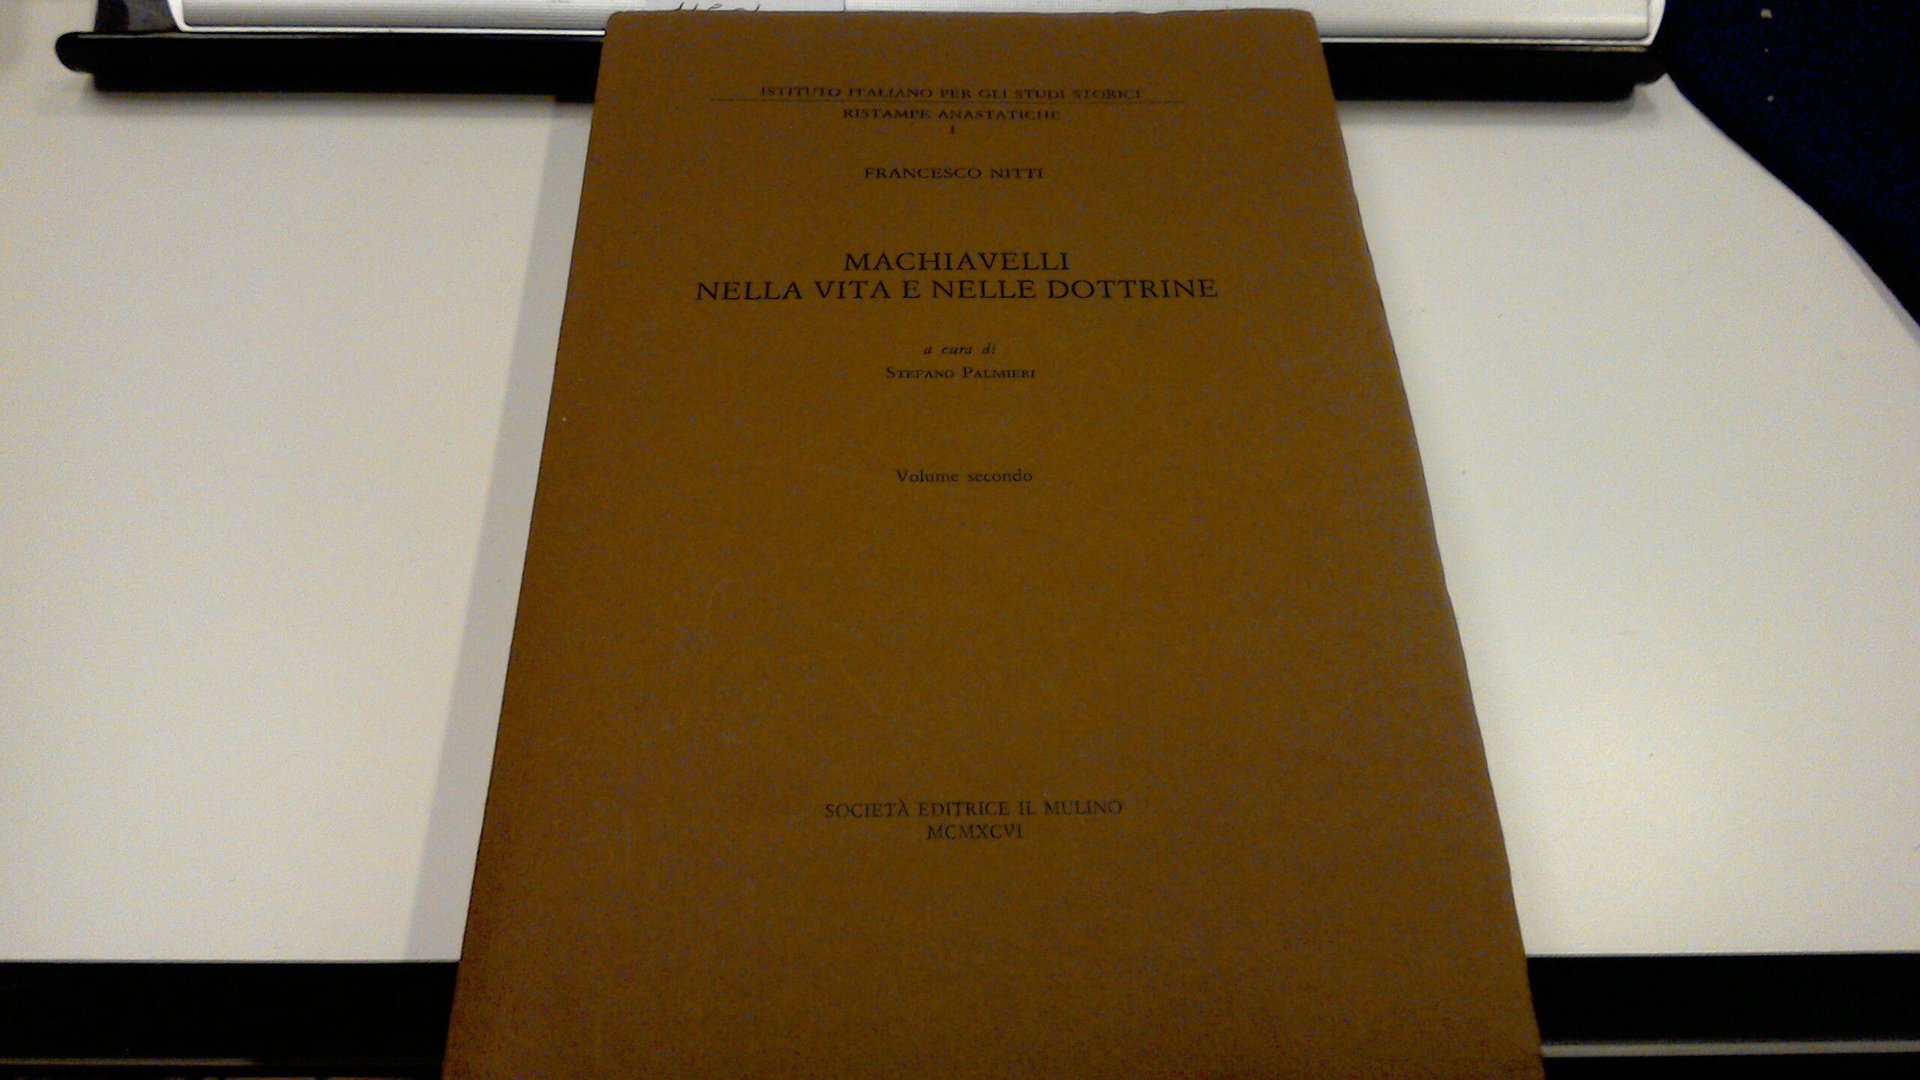 ISTITUTO ITALIANO PER GLI STUDI STORICI
RISTAMPE ANASTATICHE
I
FRANCESCO NITTI
MACHIAVELLI
NELLA VITA E NELLE DOTTRINE
a cura di
STEFANO PALMIERI
Volume secondo
SOCIETÀ EDITRICE IL MULINO
MCMXCVI